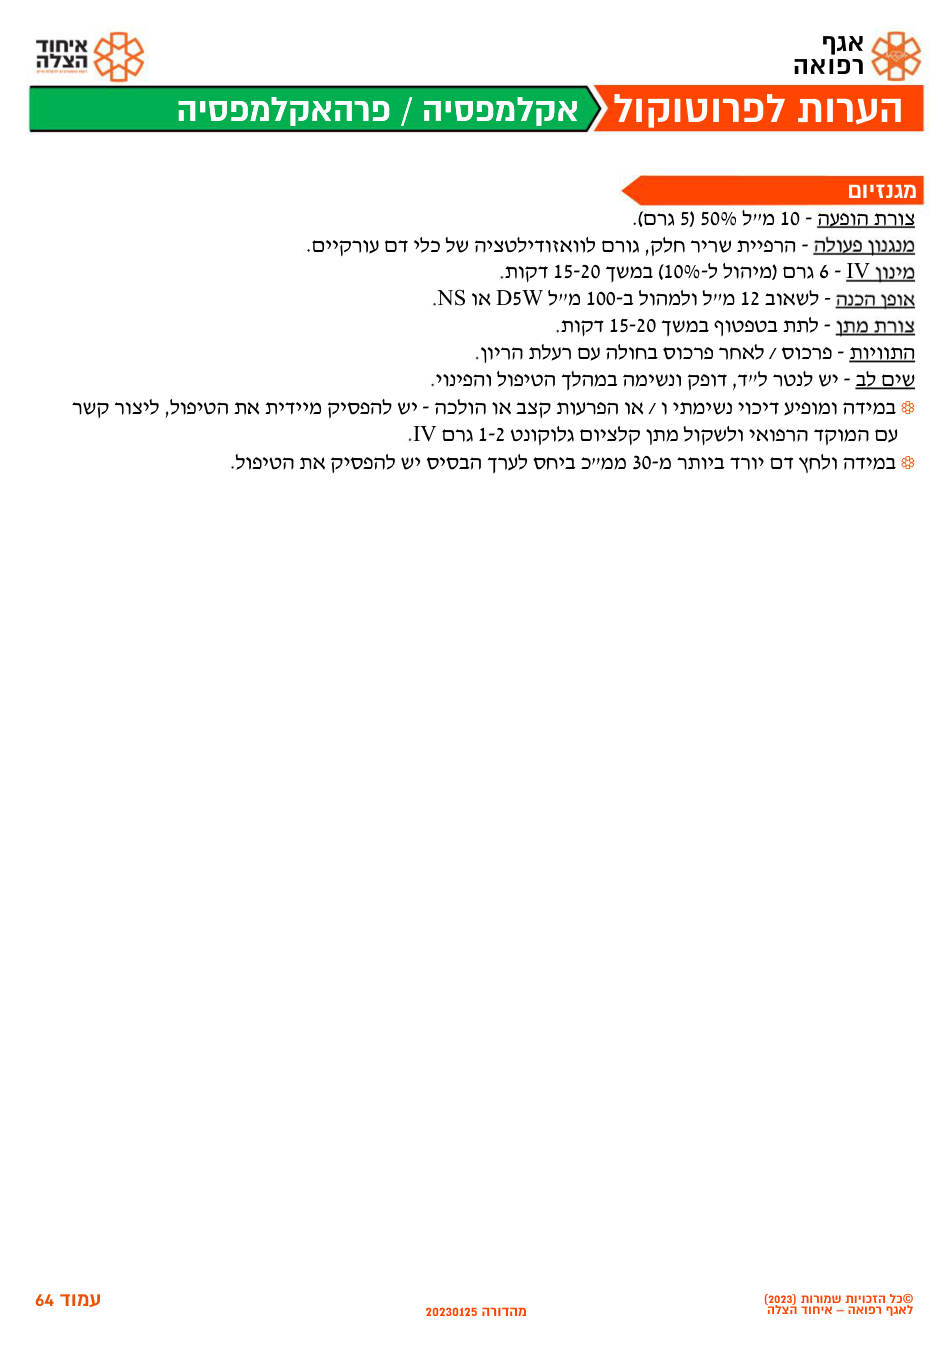 אגף
רפואה
איחוד
הצלה
הערות לפרוטוקול
אקלמפסיה / פרהאקלמפסיה
מגנזיום
צורת הופעה - 10 מ״ל 50% (5 גרם).
מנגנון פעולה - הרפיית שריר חלק, גורם לוואזודילטציה של כלי דם עורקיים.
מינון IV - 6 גרם (מיהול ל-10%) במשך 15-20 דקות.
אופן הכנה - לשאוב 12 מ״ל ולמהול ב-100 מ״ל D5W או NS.
צורת מתן - לתת בטפטוף במשך 15-20 דקות.
התוויות - פרכוס / לאחר פרכוס בחולה עם רעלת הריון.
שים לב - יש לנטר ל״ד, דופק ונשימה במהלך הטיפול והפינוי.
במידה ומופיע דיכוי נשימתי ו / או הפרעות קצב או הולכה - יש להפסיק מיידית את הטיפול, ליצור קשר
עם המוקד הרפואי ולשקול מתן קלציום גלוקונט 1-2 גרם IV.
במידה ולחץ דם יורד ביותר מ-30 ממ״כ ביחס לערך הבסיס יש להפסיק את הטיפול.
©כל הזכויות שמורות (2023)
לאגף רפואה – איחוד הצלה
מהדורה 20230125
עמוד 64